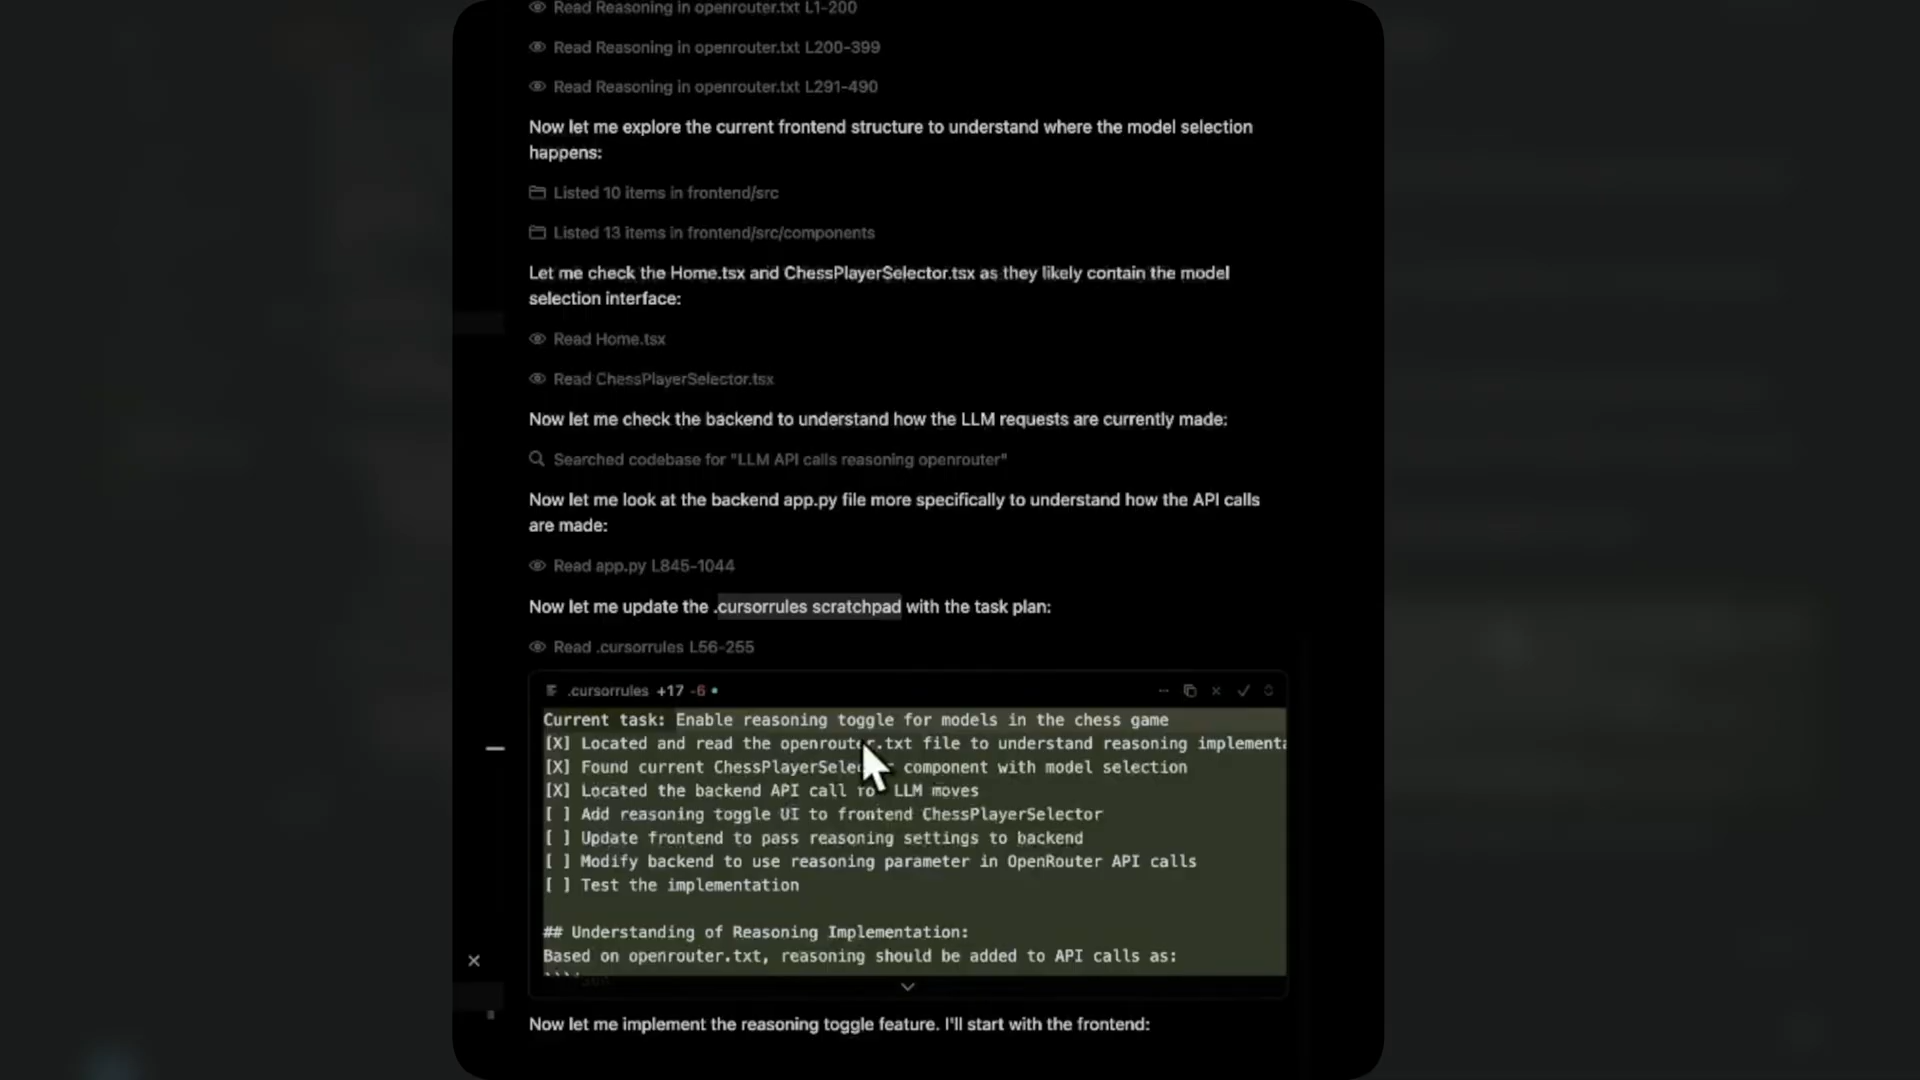 Read Reasoning in openrouter.txt L1-200
Read Reasoning in openrouter.txt L200-399
Read Reasoning in openrouter.txt L291-490
Now let me explore the current frontend structure to understand where the model selection
happens:
Listed 10 items in frontend/src
Listed 13 items in frontend/src/components
Let me check the Home.tsx and ChessPlayerSelector.tsx as they likely contain the model
selection interface:
Read Home.tsx
Read ChessPlayerSelector.tsx
Now let me check the backend to understand how the LLM requests are currently made:
Searched codebase for "LLM API calls reasoning openrouter"
Now let me look at the backend app.py file more specifically to understand how the API calls
are made:
Read app.py L845-1044
Now let me update the .cursorrules scratchpad with the task plan:
Read .cursorrules L56-255
.cursorrules +17 -6
Current task: Enable reasoning toggle for models in the chess game
[X] Located and read the openrouter.txt file to understand reasoning implementa
[X] Found current ChessPlayerSelec component with model selection
[X] Located the backend API call for LLM moves
[ ] Add reasoning toggle UI to frontend ChessPlayerSelector
[ ] Update frontend to pass reasoning settings to backend
[ ] Modify backend to use reasoning parameter in OpenRouter API calls
[ ] Test the implementation
## Understanding of Reasoning Implementation:
Based on openrouter.txt, reasoning should be added to API calls as:
Now let me implement the reasoning toggle feature. I'll start with the frontend: